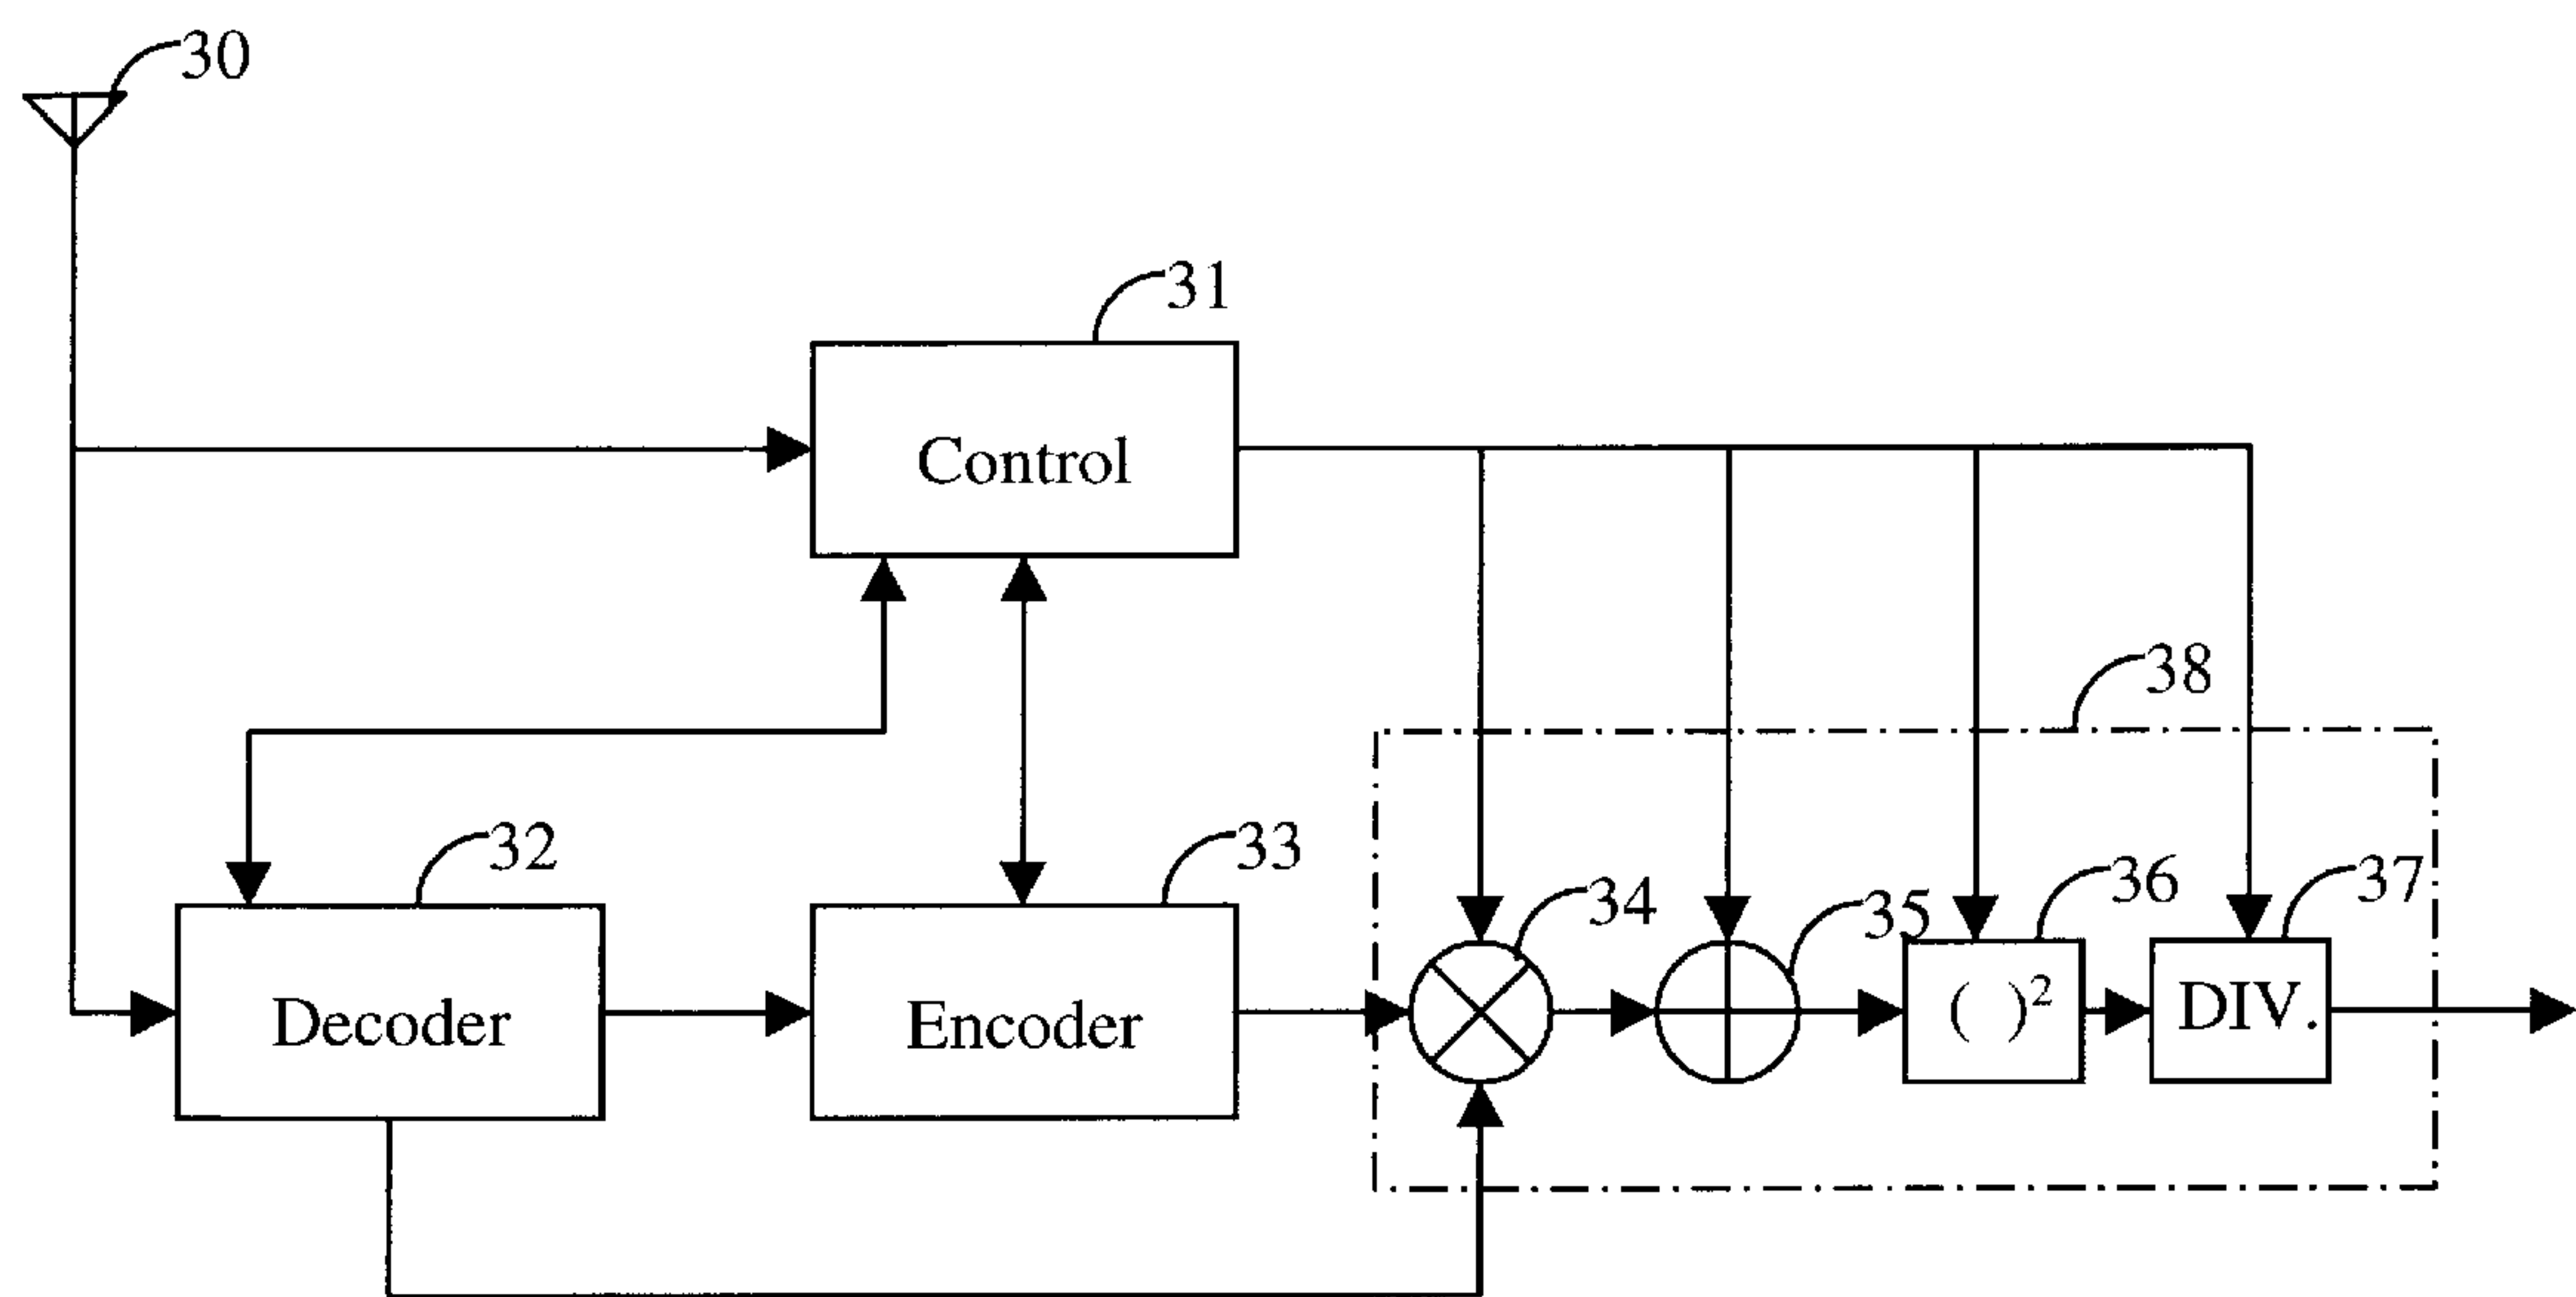 30
31
Control
38
32
33
34
35
36
37
Decoder
Encoder
( )²
DIV.